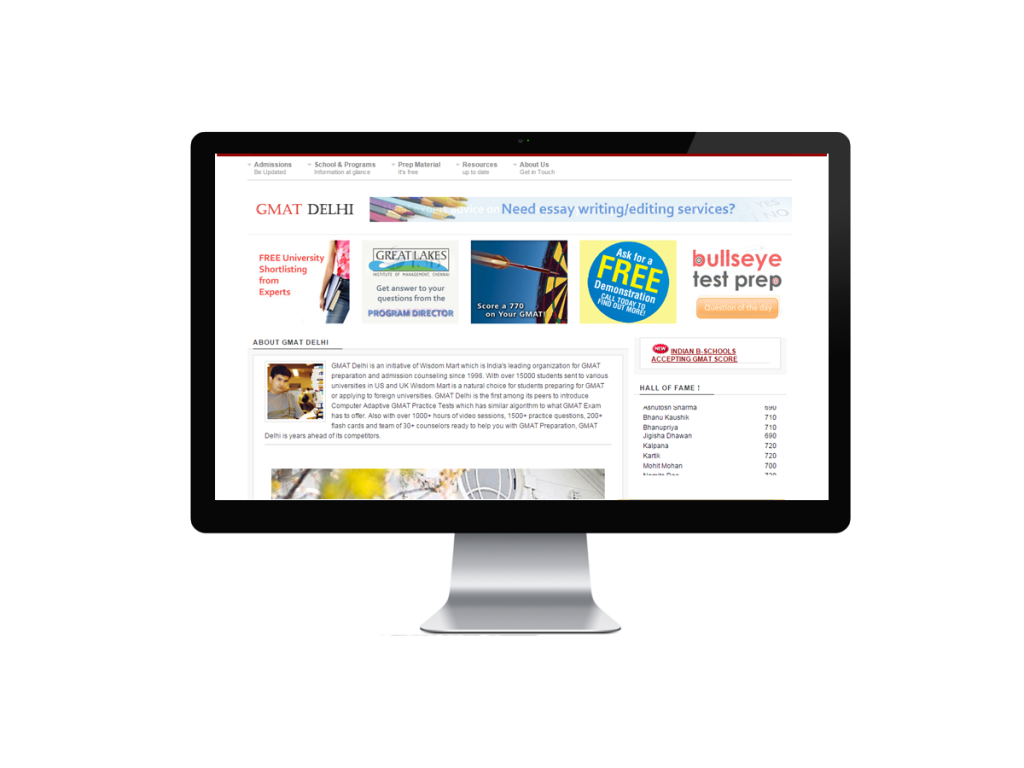 Admissions School & Programs Prep Material Resources About Us
Be Updated Information at glance It's free up to date Get in Touch
GMAT DELHI
Need essay writing/editing services?
YES
NO
FREE University
Shortlisting
from
Experts
GREAT LAKES
INSTITUTE OF MANAGEMENT, CHENNAI
Get answer to your
questions from the
PROGRAM DIRECTOR
Score a 770
on Your GMAT!
Ask for a
FREE
Demonstration
CALL TODAY TO
FIND OUT MORE!
bullseye
test prep
Question of the day
ABOUT GMAT DELHI
GMAT Delhi is an initiative of Wisdom Mart which is India's leading organization for GMAT
preparation and admission counseling since 1998. With over 15000 students sent to various
universities in US and UK Wisdom Mart is a natural choice for students preparing for GMAT
or applying to foreign universities. GMAT Delhi is the first among its peers to introduce
Computer Adaptive GMAT Practice Tests which has similar algorithm to what GMAT Exam
has to offer. Also with over 1000+ hours of video sessions, 1500+ practice questions, 200+
flash cards and team of 30+ counselors ready to help you with GMAT Preparation, GMAT
Delhi is years ahead of its competitors.
NEW INDIAN B-SCHOOLS
ACCEPTING GMAT SCORE
HALL OF FAME !
Ashutosh Sharma 690
Bhanu Kaushik 710
Bhanupriya 710
Jigisha Dhawan 690
Kalpana 720
Kartik 720
Mohit Mohan 700